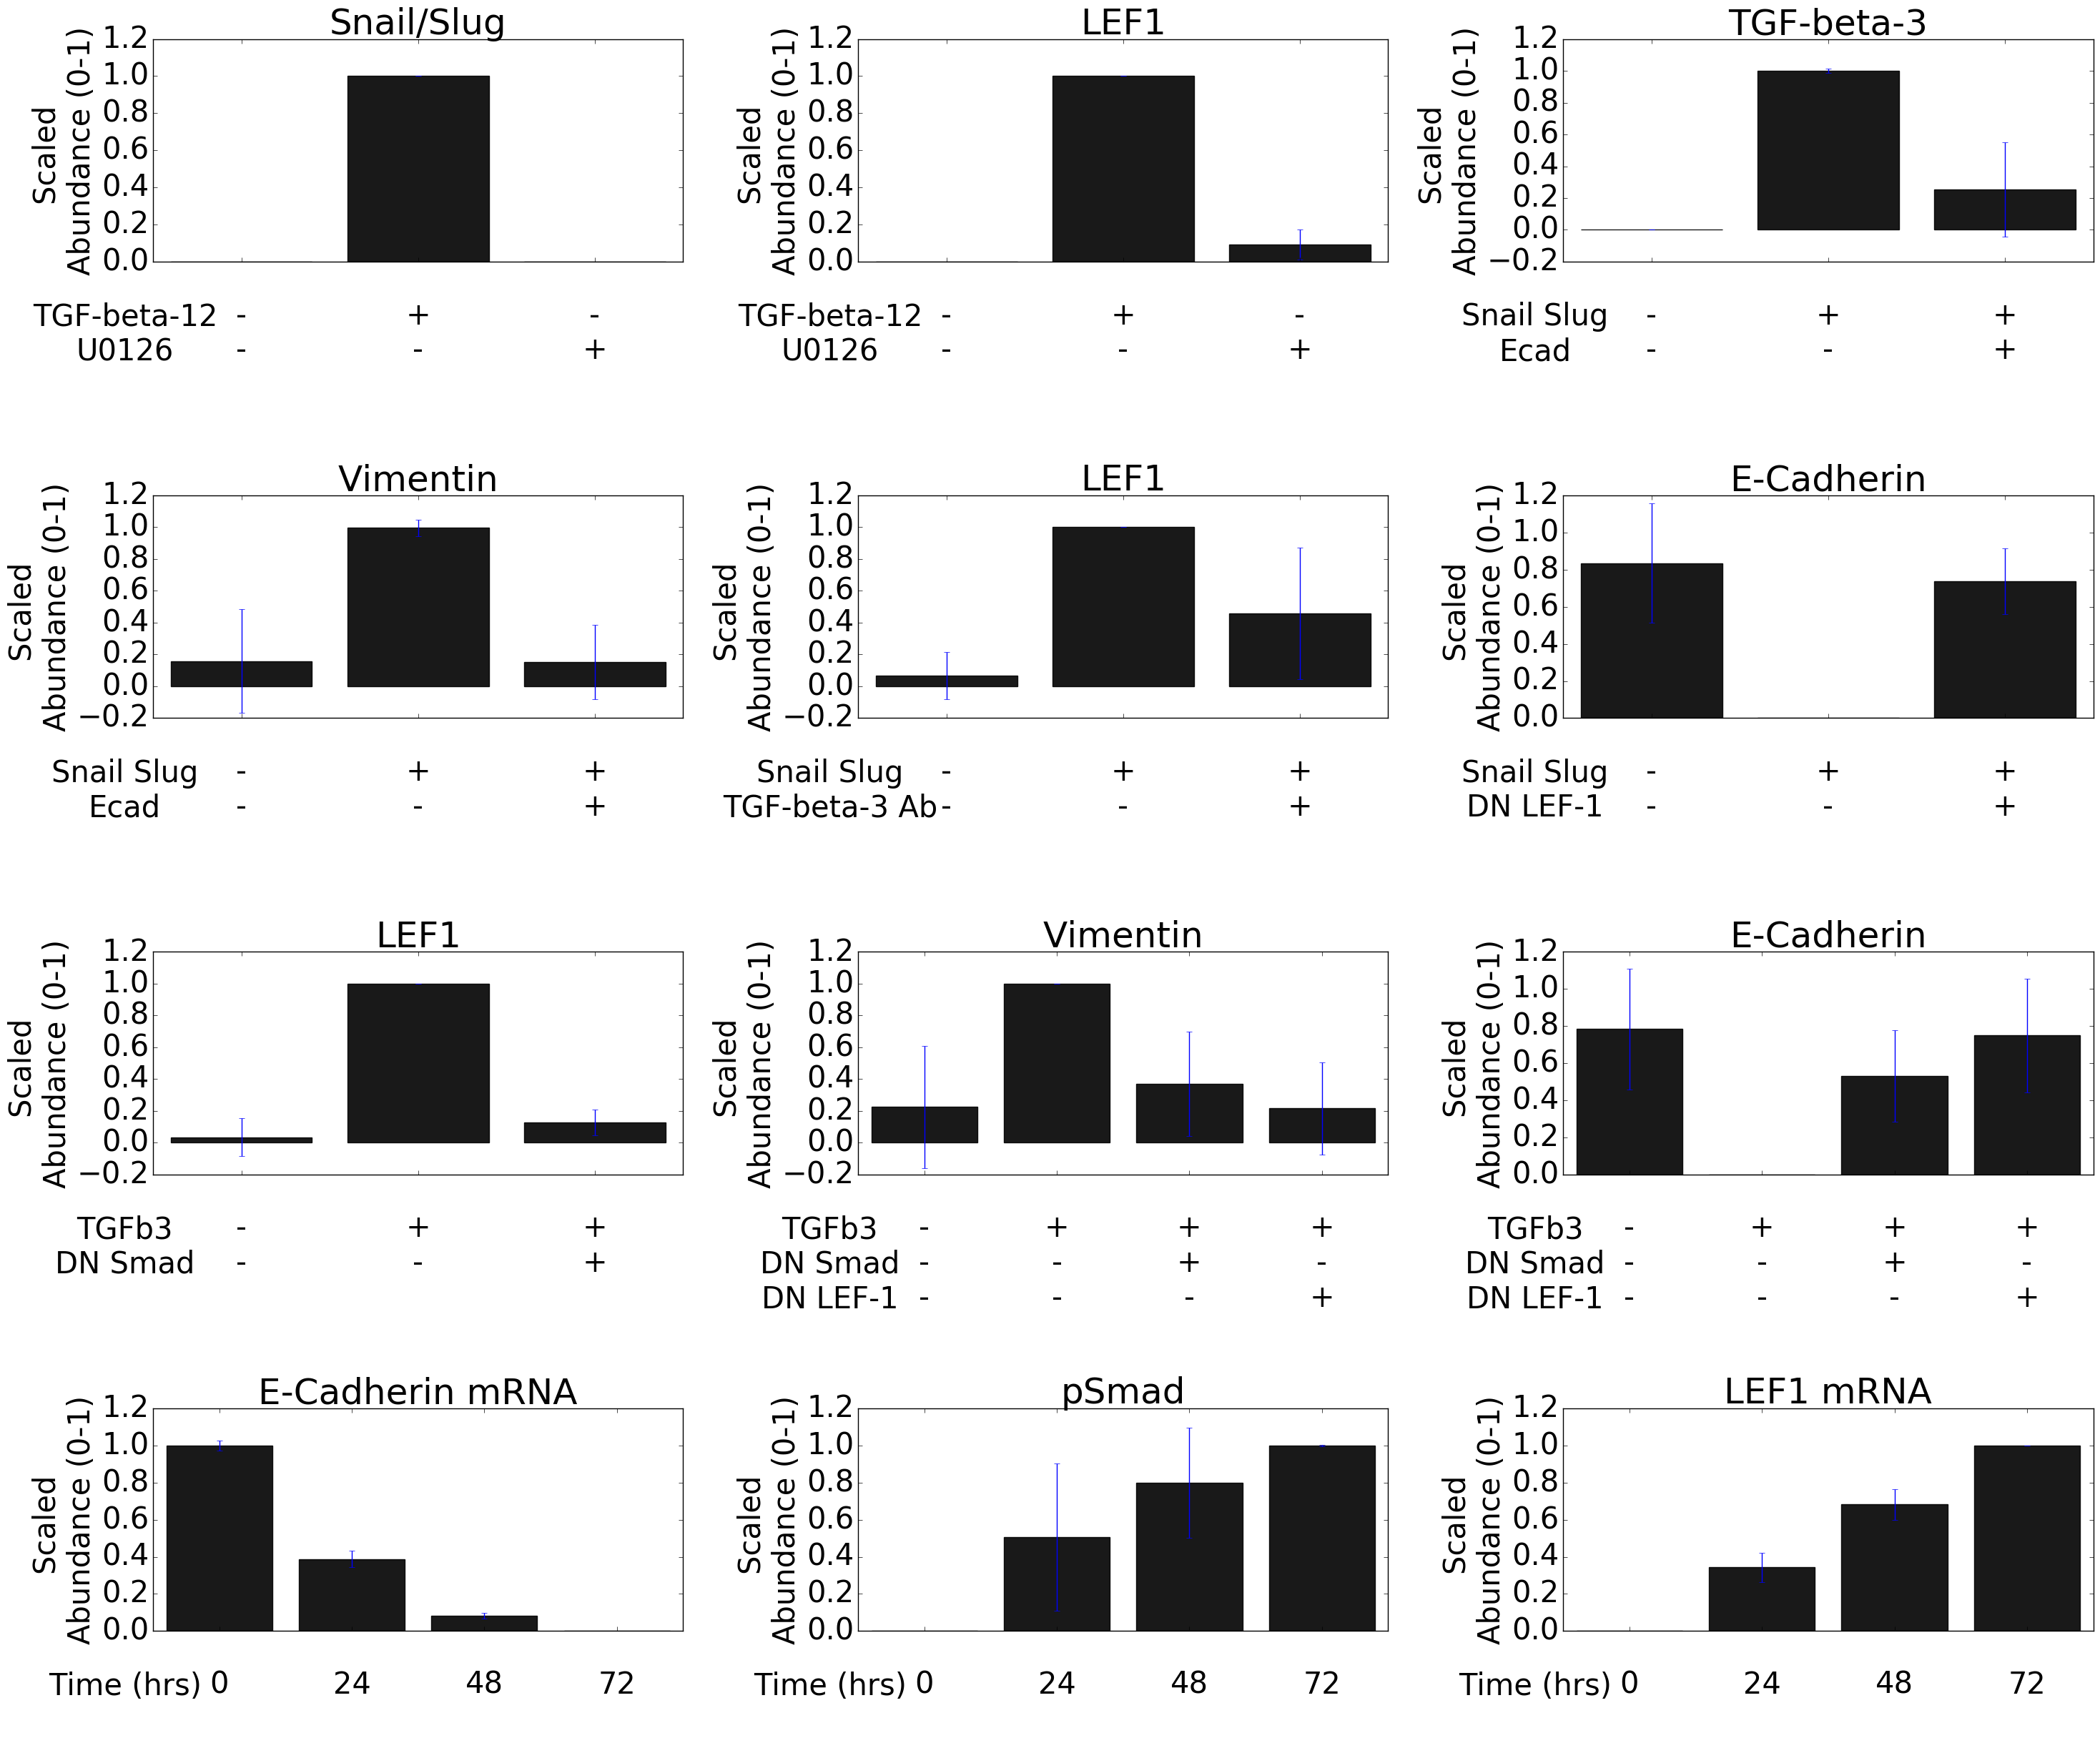 Snail/Slug
Scaled
Abundance (0-1)
1.2
1.0
0.8
0.6
0.4
0.2
0.0
TGF-beta-12 - + -
U0126 - - +
LEF1
Scaled
Abundance (0-1)
1.2
1.0
0.8
0.6
0.4
0.2
0.0
TGF-beta-12 - + -
U0126 - - +
TGF-beta-3
Scaled
Abundance (0-1)
1.2
1.0
0.8
0.6
0.4
0.2
0.0
−0.2
Snail Slug - + +
Ecad - - +
Vimentin
Scaled
Abundance (0-1)
1.2
1.0
0.8
0.6
0.4
0.2
0.0
−0.2
Snail Slug - + +
Ecad - - +
LEF1
Scaled
Abundance (0-1)
1.2
1.0
0.8
0.6
0.4
0.2
0.0
−0.2
Snail Slug - + +
TGF-beta-3 Ab - - +
E-Cadherin
Scaled
Abundance (0-1)
1.2
1.0
0.8
0.6
0.4
0.2
0.0
Snail Slug - + +
DN LEF-1 - - +
LEF1
Scaled
Abundance (0-1)
1.2
1.0
0.8
0.6
0.4
0.2
0.0
−0.2
TGFb3 - + +
DN Smad - - +
Vimentin
Scaled
Abundance (0-1)
1.2
1.0
0.8
0.6
0.4
0.2
0.0
−0.2
TGFb3 - + + +
DN Smad - - + -
DN LEF-1 - - - +
E-Cadherin
Scaled
Abundance (0-1)
1.2
1.0
0.8
0.6
0.4
0.2
0.0
TGFb3 - + + +
DN Smad - - + -
DN LEF-1 - - - +
E-Cadherin mRNA
Scaled
Abundance (0-1)
1.2
1.0
0.8
0.6
0.4
0.2
0.0
Time (hrs) 0 24 48 72
pSmad
Scaled
Abundance (0-1)
1.2
1.0
0.8
0.6
0.4
0.2
0.0
Time (hrs) 0 24 48 72
LEF1 mRNA
Scaled
Abundance (0-1)
1.2
1.0
0.8
0.6
0.4
0.2
0.0
Time (hrs) 0 24 48 72